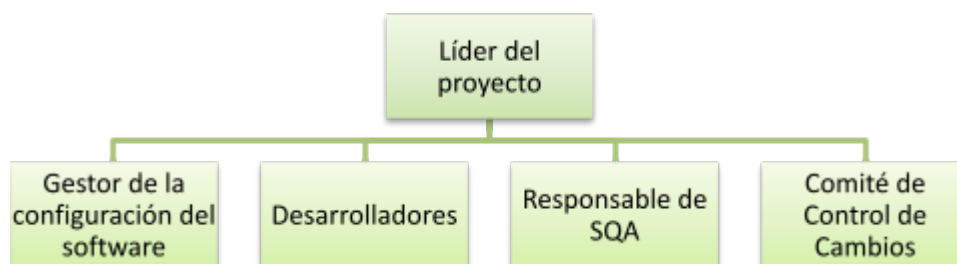 Líder del
proyecto
Gestor de la
configuración del
software
Desarrolladores
Responsable de
SQA
Comité de
Control de
Cambios